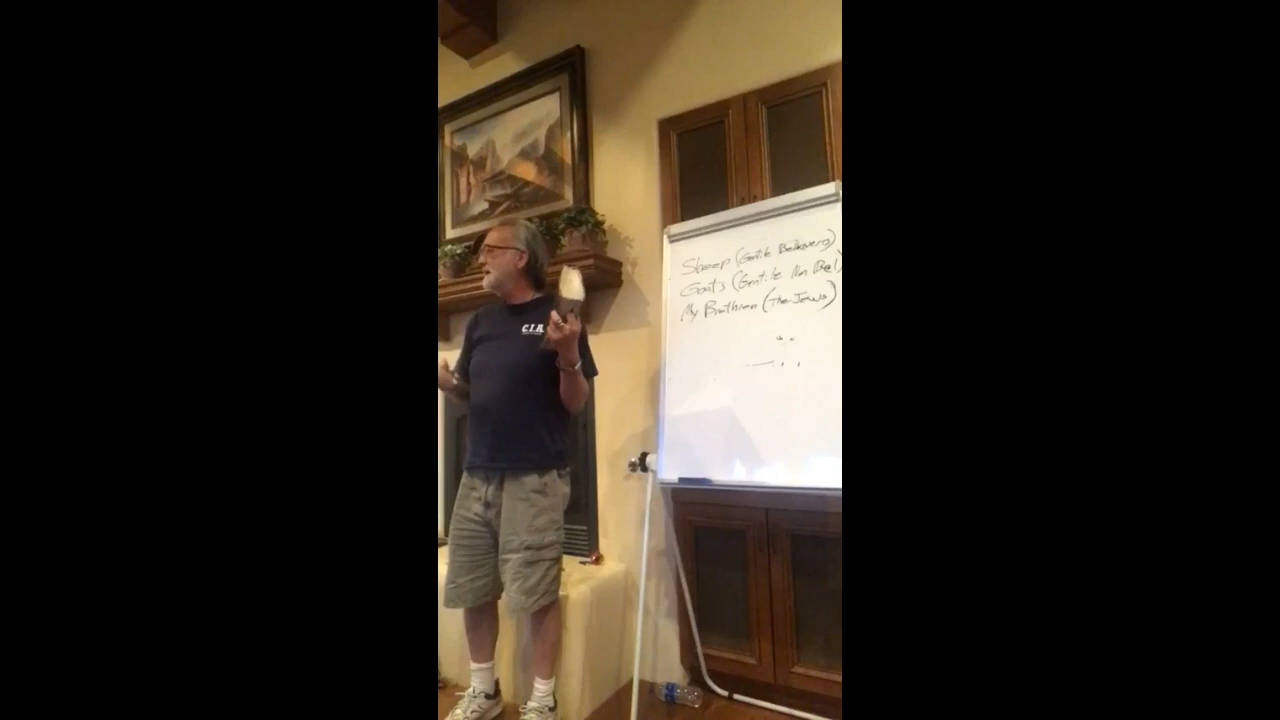 C.I.A.
Sheep (Gentile Believers)
Goats (Gentile Non Bel
My Brethren (The Jews)